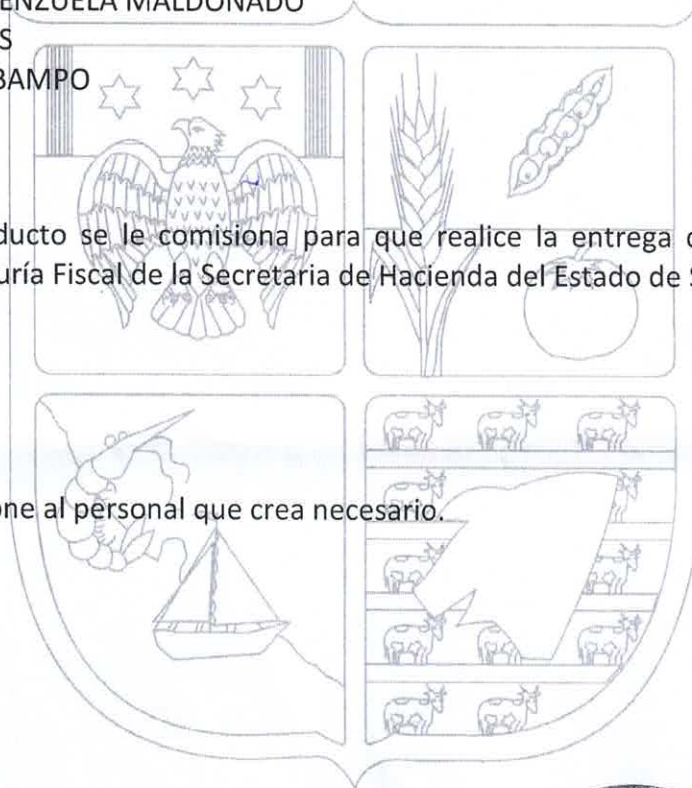 ENZUELA MALDONADO
S
BAMPO
ducto se le comisiona para que realice la entrega
uría Fiscal de la Secretaria de Hacienda del Estado de
one al personal que crea necesario.